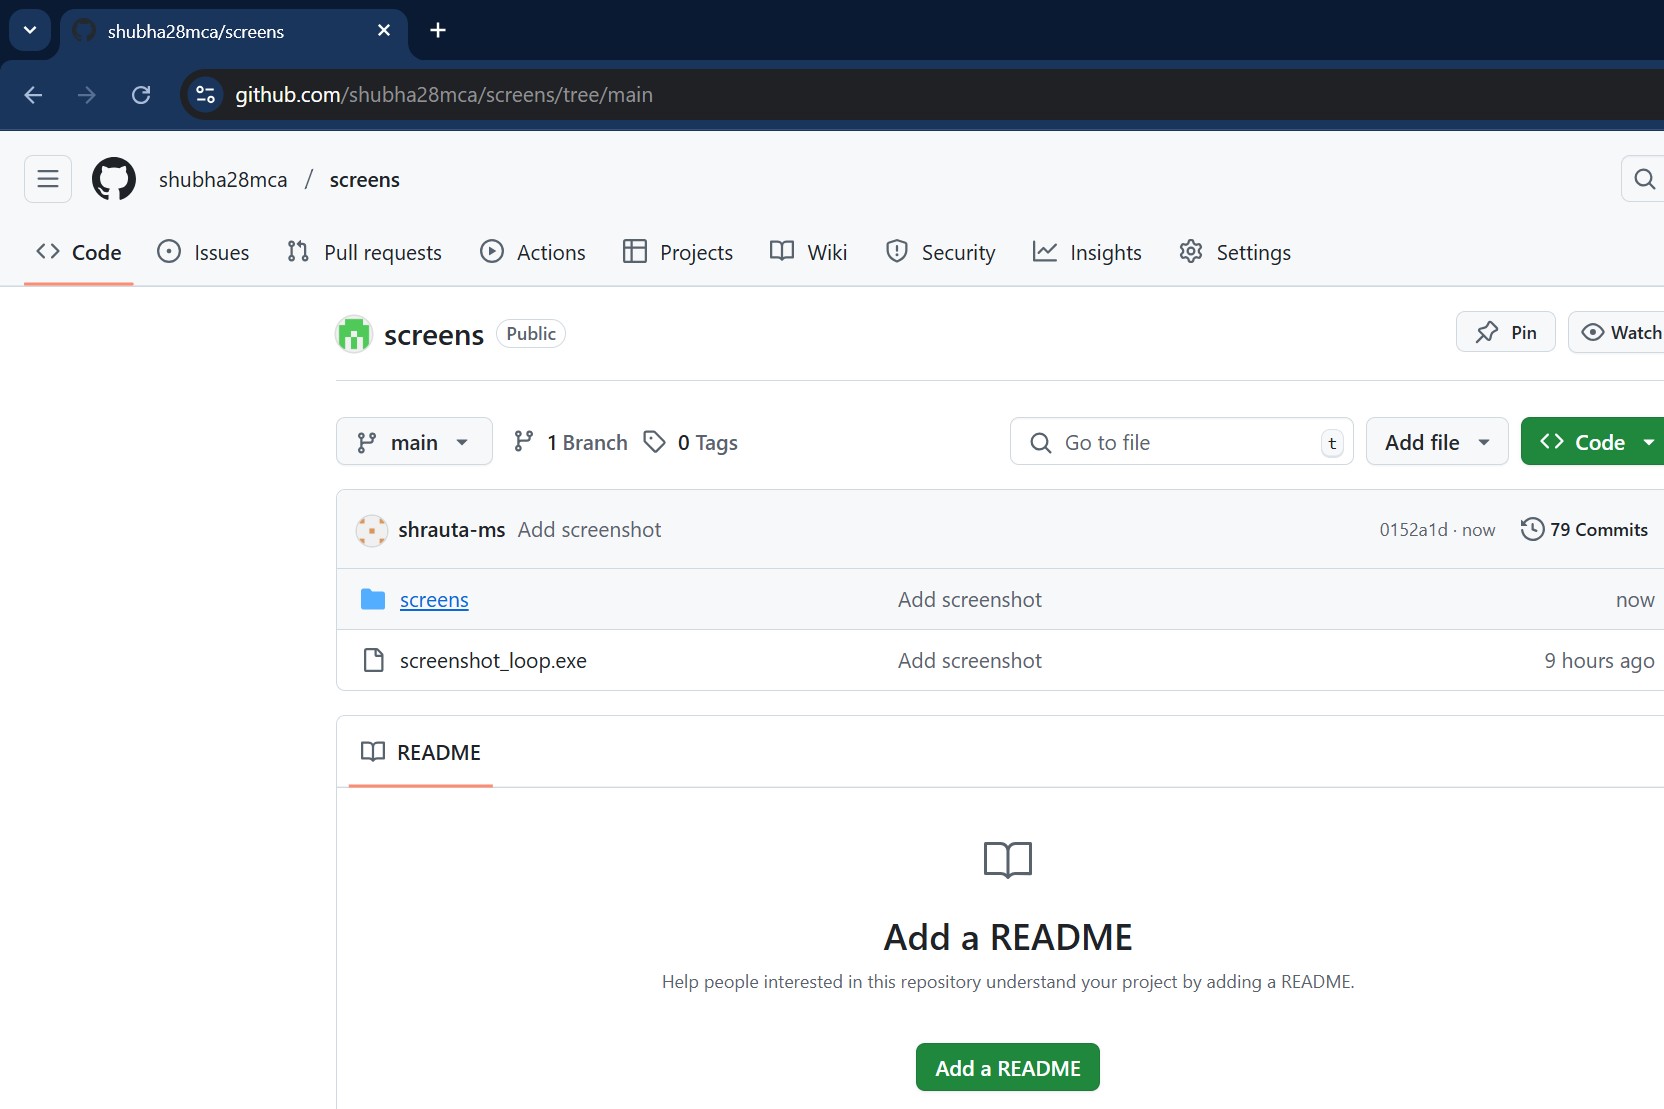 shubha28mca/screens
github.com/shubha28mca/screens/tree/main
shubha28mca / screens
Code Issues Pull requests Actions Projects Wiki Security Insights Settings
screens Public Pin Watch
main 1 Branch 0 Tags Go to file t Add file Code
shrauta-ms Add screenshot 0152a1d · now 79 Commits
screens Add screenshot now
screenshot_loop.exe Add screenshot 9 hours ago
README
Add a README
Help people interested in this repository understand your project by adding a README.
Add a README